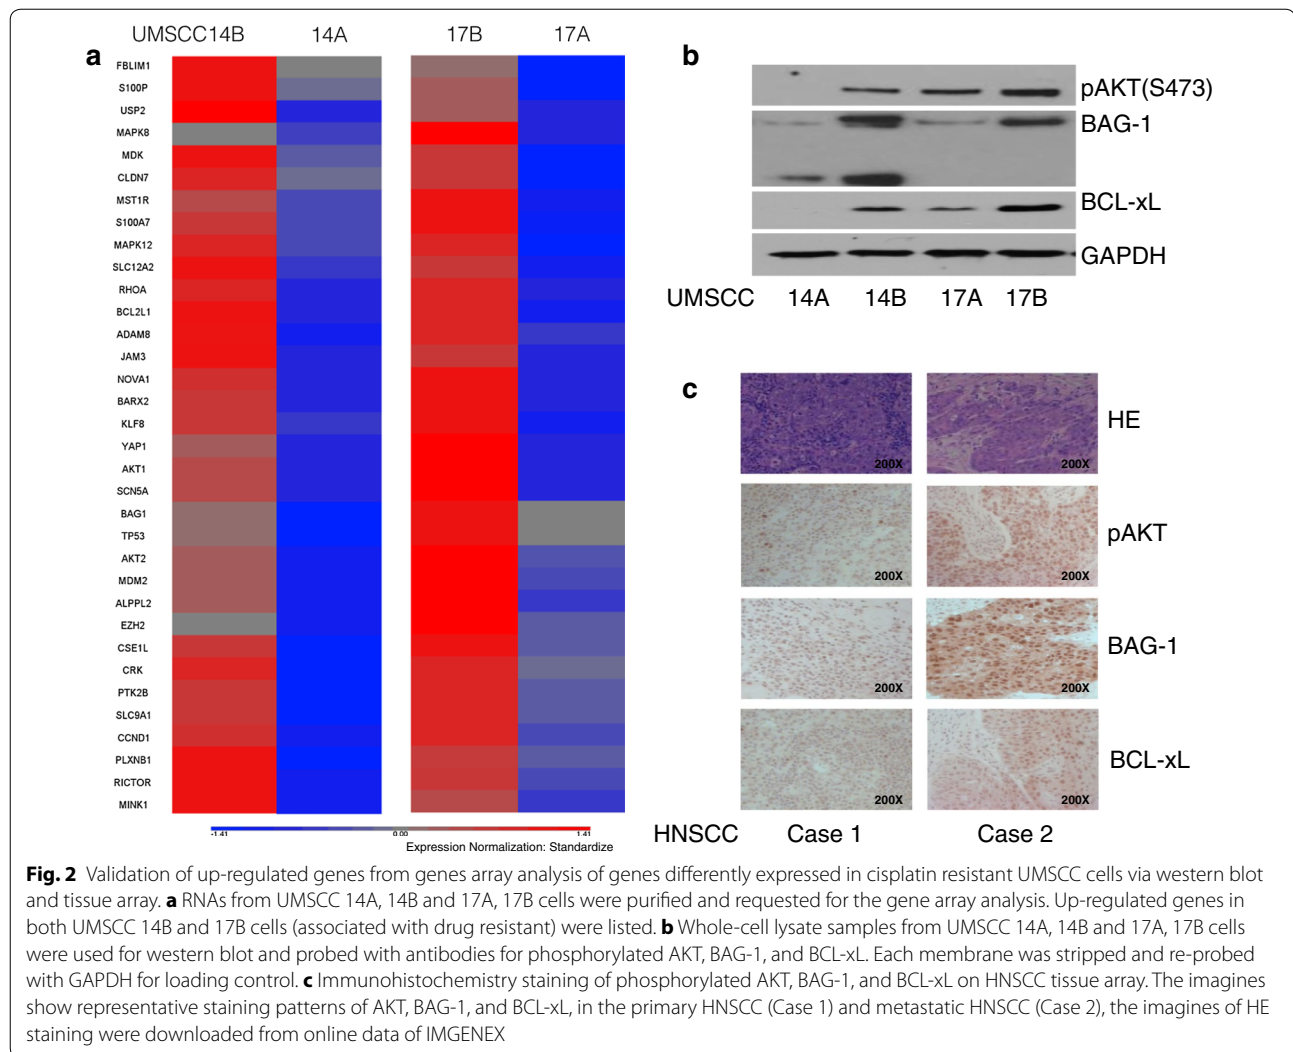 UMSCC14B 14A 17B 17A
a
FBLIM1
S100P
USP2
MAPK8
MDK
CLDN7
MST1R
S100A7
MAPK12
SLC12A2
RHOA
BCL2L1
ADAM8
JAM3
NOVA1
BARX2
KLF8
YAP1
AKT1
SCN5A
BAG1
TP53
AKT2
MDM2
ALPPL2
EZH2
CSE1L
CRK
PTK2B
SLC9A1
CCND1
PLXNB1
RICTOR
MINK1
-1.41 0.00 1.41
Expression Normalization: Standardize
b
pAKT(S473)
BAG-1
BCL-xL
GAPDH
UMSCC 14A 14B 17A 17B
c
HE
200X 200X
pAKT
200X 200X
BAG-1
200X 200X
BCL-xL
200X 200X
HNSCC Case 1 Case 2
Fig. 2 Validation of up-regulated genes from genes array analysis of genes differently expressed in cisplatin resistant UMSCC cells via western blot
and tissue array. a RNAs from UMSCC 14A, 14B and 17A, 17B cells were purified and requested for the gene array analysis. Up-regulated genes in
both UMSCC 14B and 17B cells (associated with drug resistant) were listed. b Whole-cell lysate samples from UMSCC 14A, 14B and 17A, 17B cells
were used for western blot and probed with antibodies for phosphorylated AKT, BAG-1, and BCL-xL. Each membrane was stripped and re-probed
with GAPDH for loading control. c Immunohistochemistry staining of phosphorylated AKT, BAG-1, and BCL-xL on HNSCC tissue array. The imagines
show representative staining patterns of AKT, BAG-1, and BCL-xL, in the primary HNSCC (Case 1) and metastatic HNSCC (Case 2), the imagines of HE
staining were downloaded from online data of IMGENEX